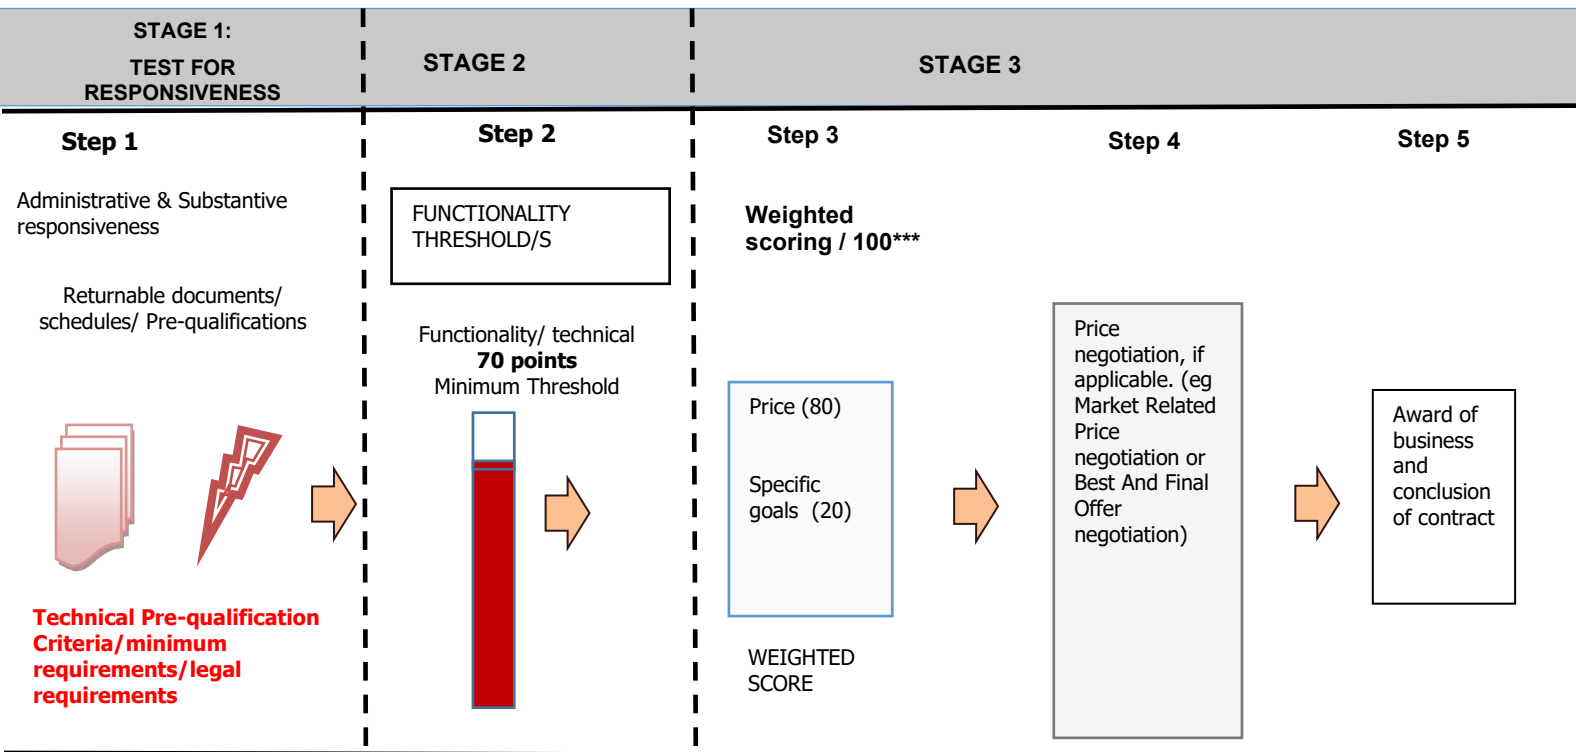 STAGE 1:
TEST FOR
RESPONSIVENESS
STAGE 2
STAGE 3
Step 1
Administrative & Substantive
responsiveness
Returnable documents/
schedules/ Pre-qualifications
Technical Pre-qualification
Criteria/minimum
requirements/legal
requirements
Step 2
FUNCTIONALITY
THRESHOLD/S
Functionality/ technical
70 points
Minimum Threshold
Step 3
Weighted
scoring / 100***
Price (80)
Specific
goals (20)
WEIGHTED
SCORE
Step 4
Price
negotiation, if
applicable. (eg
Market Related
Price
negotiation or
Best And Final
Offer
negotiation)
Step 5
Award of
business
and
conclusion
of contract